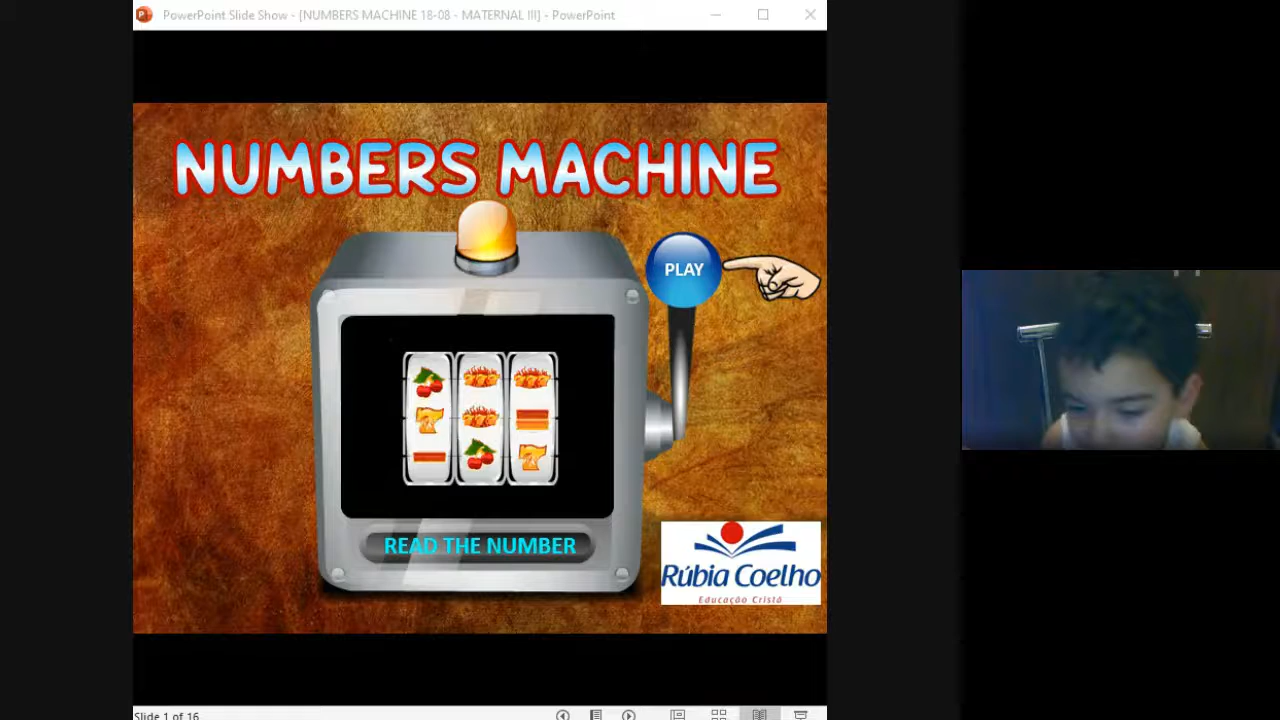 PowerPoint Slide Show - [NUMBERS MACHINE 18-08 - MATERNAL III] - PowerPoint
NUMBERS MACHINE
PLAY
READ THE NUMBER
Rúbia Coelho
Educação Cristã
Slide 1 of 16